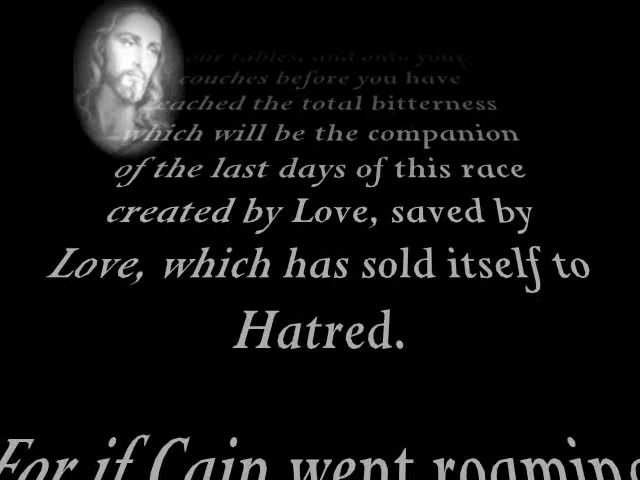 our tables, and onto your
couches before you have
reached the total bitterness
which will be the companion
of the last days of this race
created by Love, saved by
Love, which has sold itself to
Hatred.
For if Cain went roaming